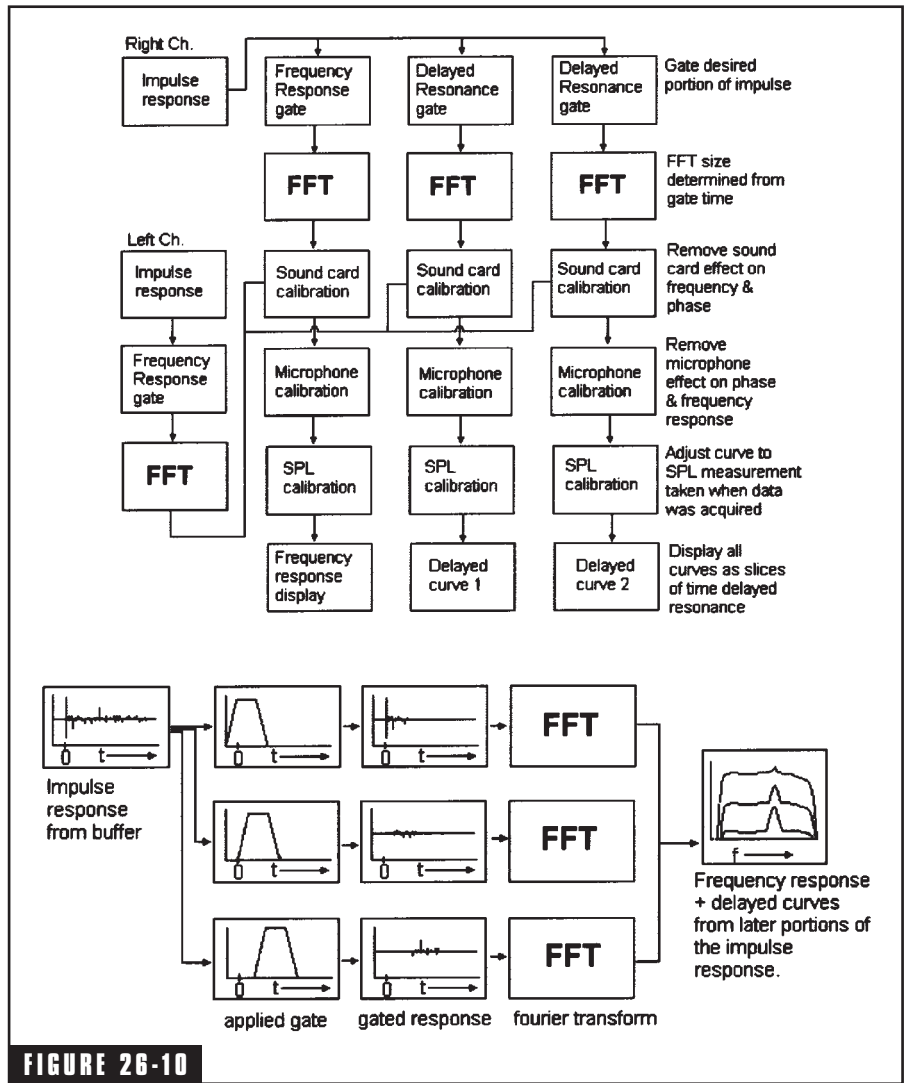 Right Ch.
Impulse
response
Frequency
Response
gate
Delayed
Resonance
gate
Delayed
Resonance
gate
Gate desired
portion of impulse
FFT
FFT
FFT
FFT size
determined from
gate time
Left Ch.
Impulse
response
Sound card
calibration
Sound card
calibration
Sound card
calibration
Remove sound
card effect on
frequency &
phase
Frequency
Response
gate
Microphone
calibration
Microphone
calibration
Microphone
calibration
Remove
microphone
effect on phase
& frequency
response
FFT
SPL
calibration
SPL
calibration
SPL
calibration
Adjust curve to
SPL measurement
taken when data
was acquired
Frequency
response
display
Delayed
curve 1
Delayed
curve 2
Display all
curves as slices
of time delayed
resonance
0 t
Impulse
response
from buffer
0 t
0 t
FFT
0 t
0 t
FFT
0 t
0 t
FFT
f
Frequency response
+ delayed curves
from later portions of
the impulse
response.
applied gate
gated response
fourier transform
FIGURE 26-10